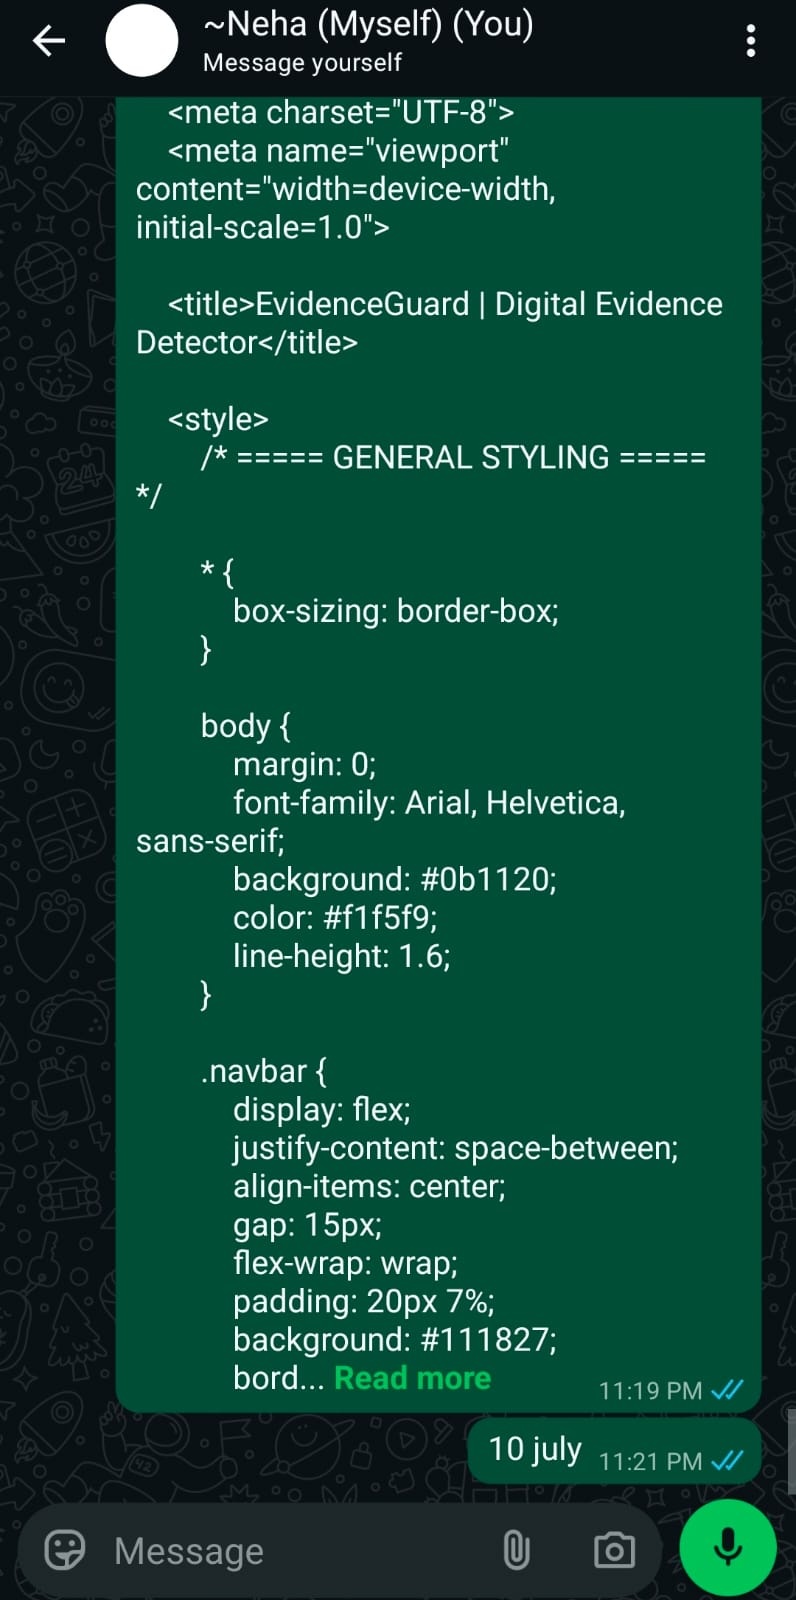 ~Neha (Myself) (You)
Message yourself
<meta charset="UTF-8">
<meta name="viewport"
content="width=device-width,
initial-scale=1.0">
<title>EvidenceGuard | Digital Evidence
Detector</title>
<style>
/* ===== GENERAL STYLING =====
*/
* {
box-sizing: border-box;
}
body {
margin: 0;
font-family: Arial, Helvetica,
sans-serif;
background: #0b1120;
color: #f1f5f9;
line-height: 1.6;
}
.navbar {
display: flex;
justify-content: space-between;
align-items: center;
gap: 15px;
flex-wrap: wrap;
padding: 20px 7%;
background: #111827;
bord... Read more
11:19 PM
10 july 11:21 PM
Message